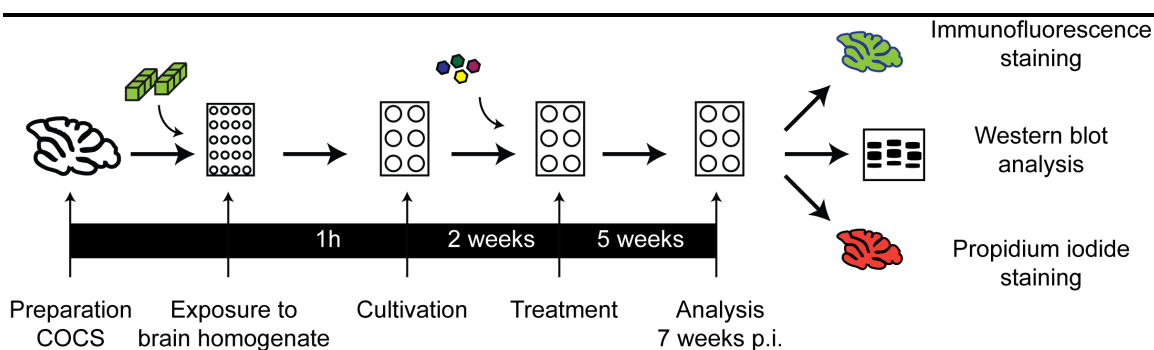 Immunofluorescence
staining
Western blot
analysis
Propidium iodide
staining
1h
2 weeks
5 weeks
Preparation
COCS
Exposure to
brain homogenate
Cultivation
Treatment
Analysis
7 weeks p.i.